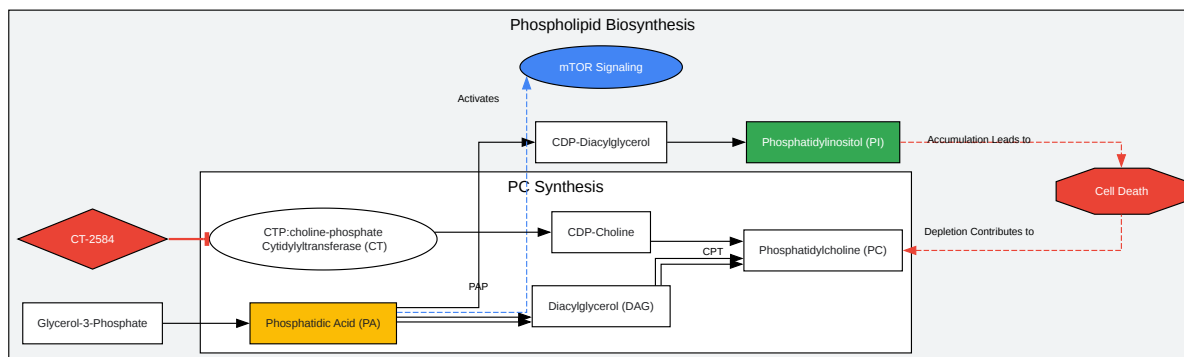 Phospholipid Biosynthesis
mTOR Signaling
Activates
CDP-Diacylglycerol
Phosphatidylinositol (PI)
Accumulation Leads to
Cell Death
PC Synthesis
CT-2584
CTP:choline-phosphate
Cytidylyltransferase (CT)
CDP-Choline
Phosphatidylcholine (PC)
Depletion Contributes to
CPT
PAP
Diacylglycerol (DAG)
Glycerol-3-Phosphate
Phosphatidic Acid (PA)